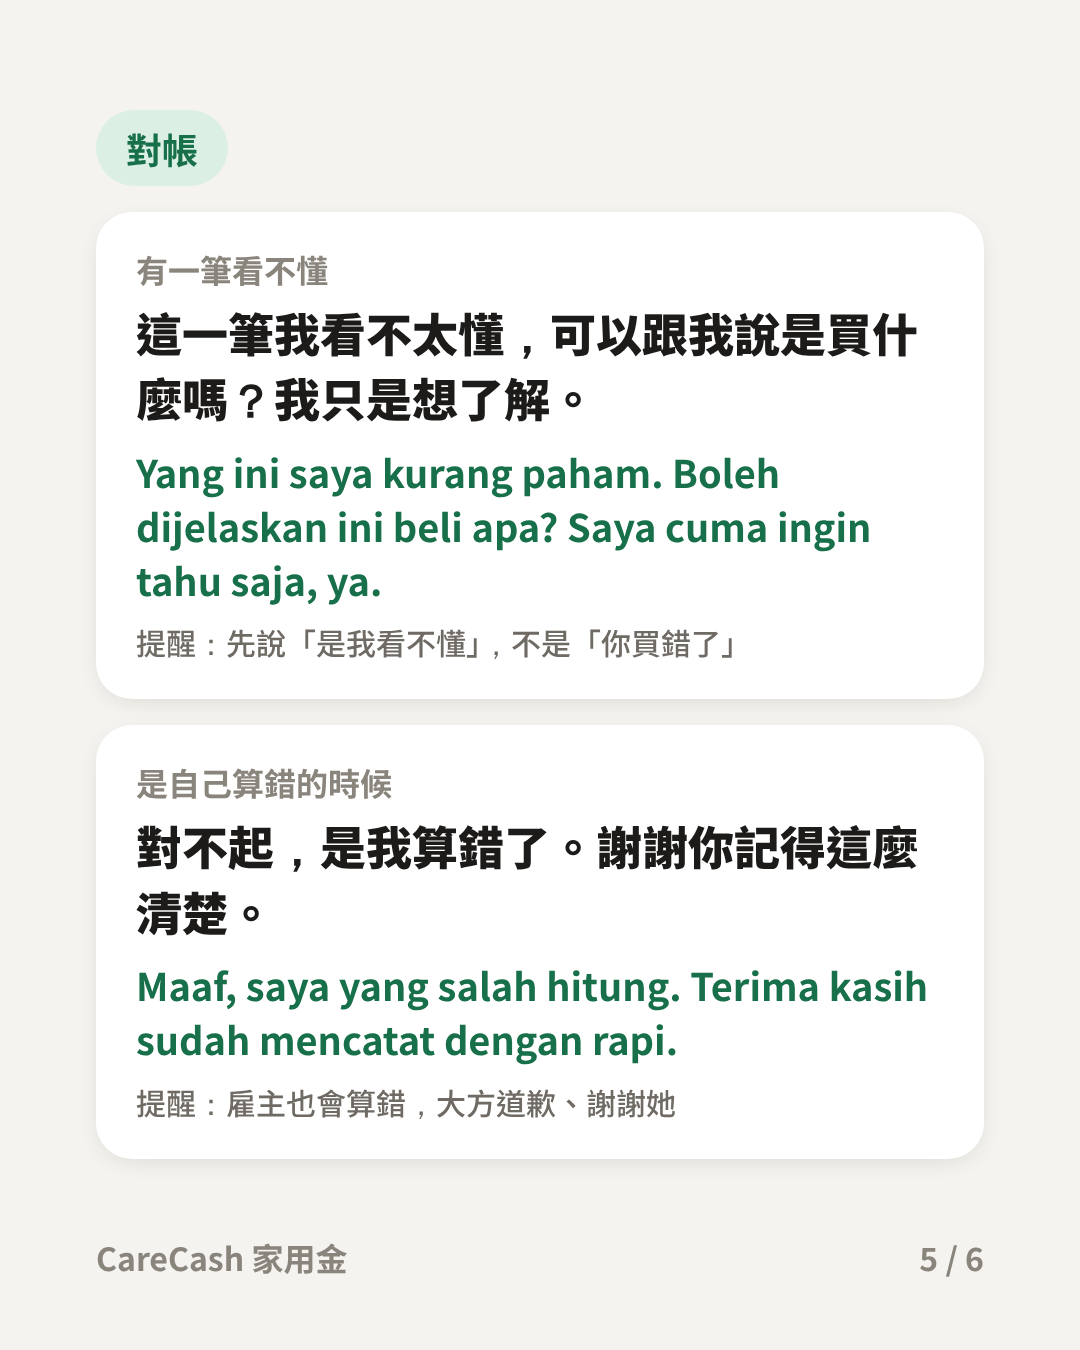 對帳
有一筆看不懂
這一筆我看不太懂，可以跟我說是買什
麼嗎？我只是想了解。
Yang ini saya kurang paham. Boleh
dijelaskan ini beli apa? Saya cuma ingin
tahu saja, ya.
提醒：先說「是我看不懂」，不是「你買錯了」
是自己算錯的時候
對不起，是我算錯了。謝謝你記得這麼
清楚。
Maaf, saya yang salah hitung. Terima kasih
sudah mencatat dengan rapi.
提醒：雇主也會算錯，大方道歉、謝謝她
CareCash 家用金
5 / 6